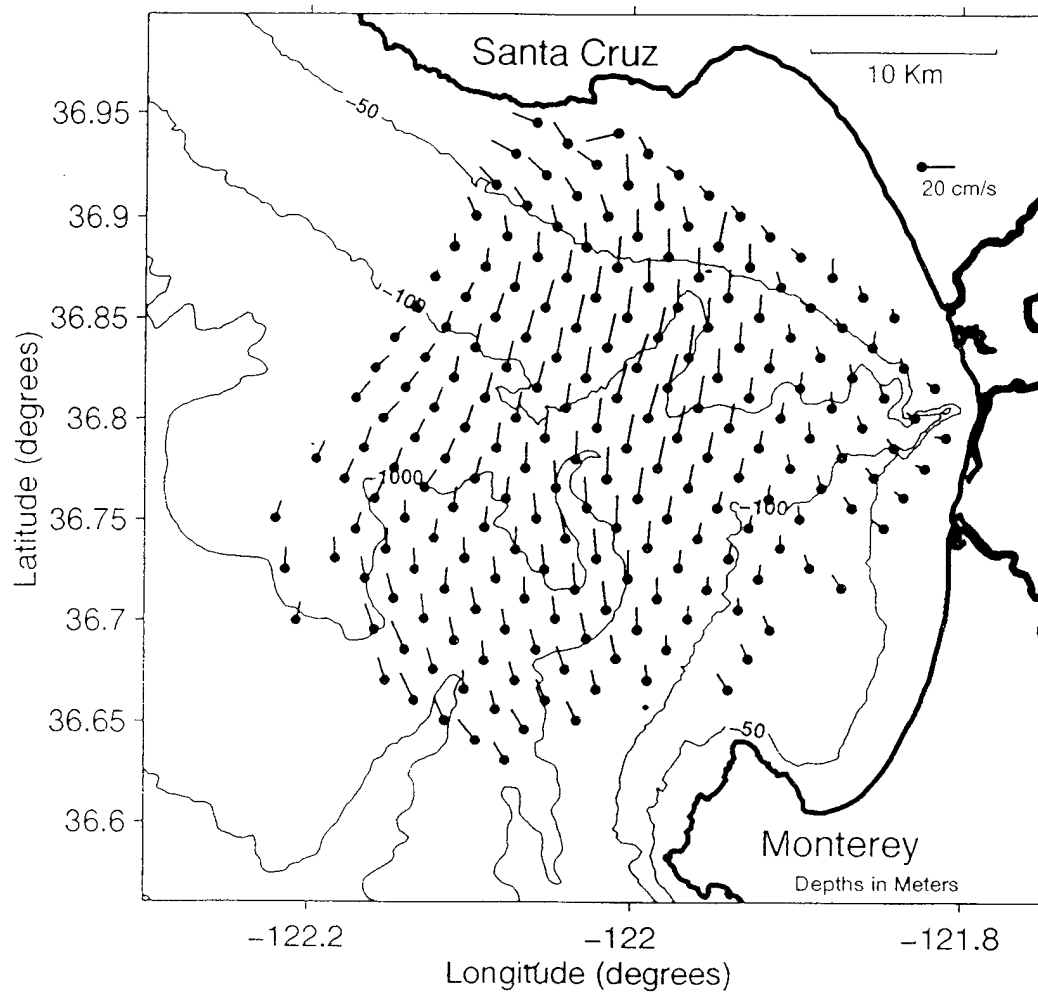 Santa Cruz
10 Km
20 cm/s
-50
-100
-1000
-100
-50
Monterey
Depths in Meters
36.95
36.9
36.85
36.8
36.75
36.7
36.65
36.6
Latitude (degrees)
-122.2
-122
-121.8
Longitude (degrees)